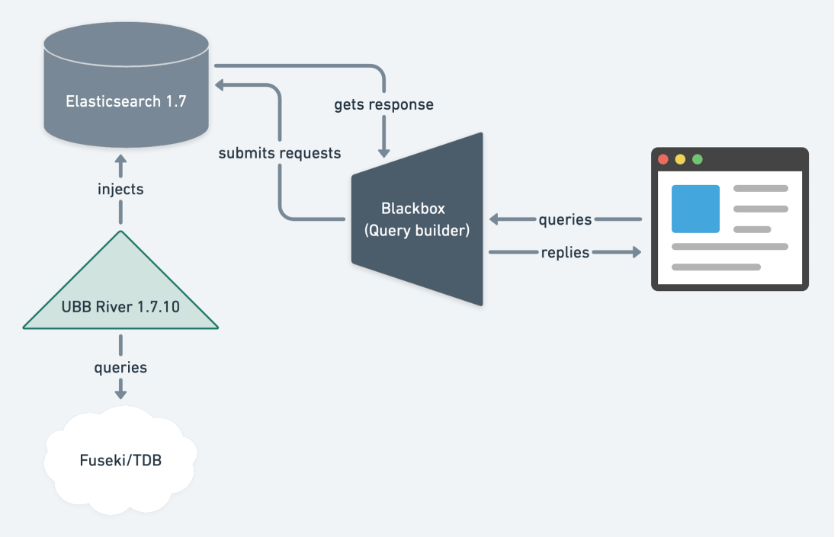 Elasticsearch 1.7
gets response
submits requests
injects
Blackbox
(Query builder)
queries
replies
UBB River 1.7.10
queries
Fuseki/TDB